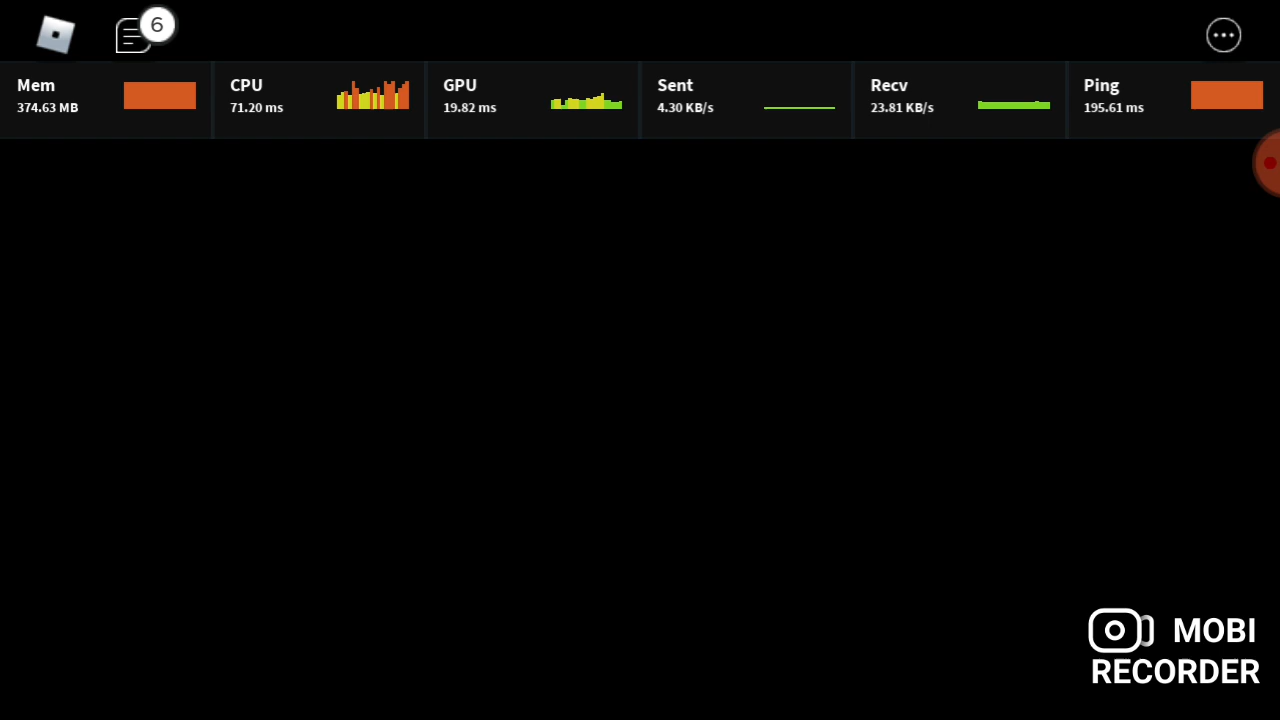 6
Mem
374.63 MB
CPU
71.20 ms
GPU
19.82 ms
Sent
4.30 KB/s
Recv
23.81 KB/s
Ping
195.61 ms
MOBI
RECORDER